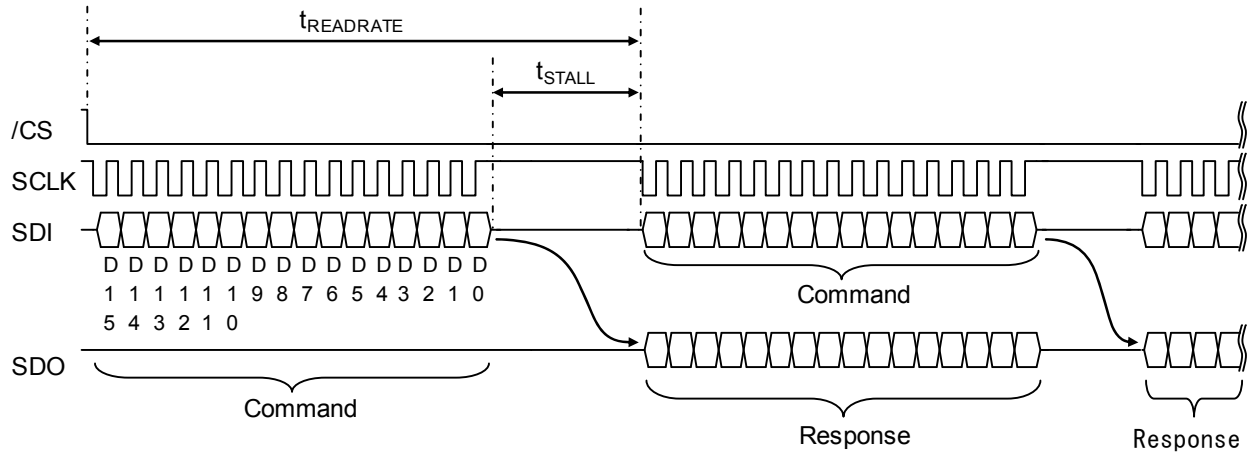 tREADRATE
tSTALL
/CS
SCLK
SDI
D D D D D D D D D D D D D D D D
1 1 1 1 1 1 9 8 7 6 5 4 3 2 1 0
5 4 3 2 1 0
Command
SDO
Command
Response
Response